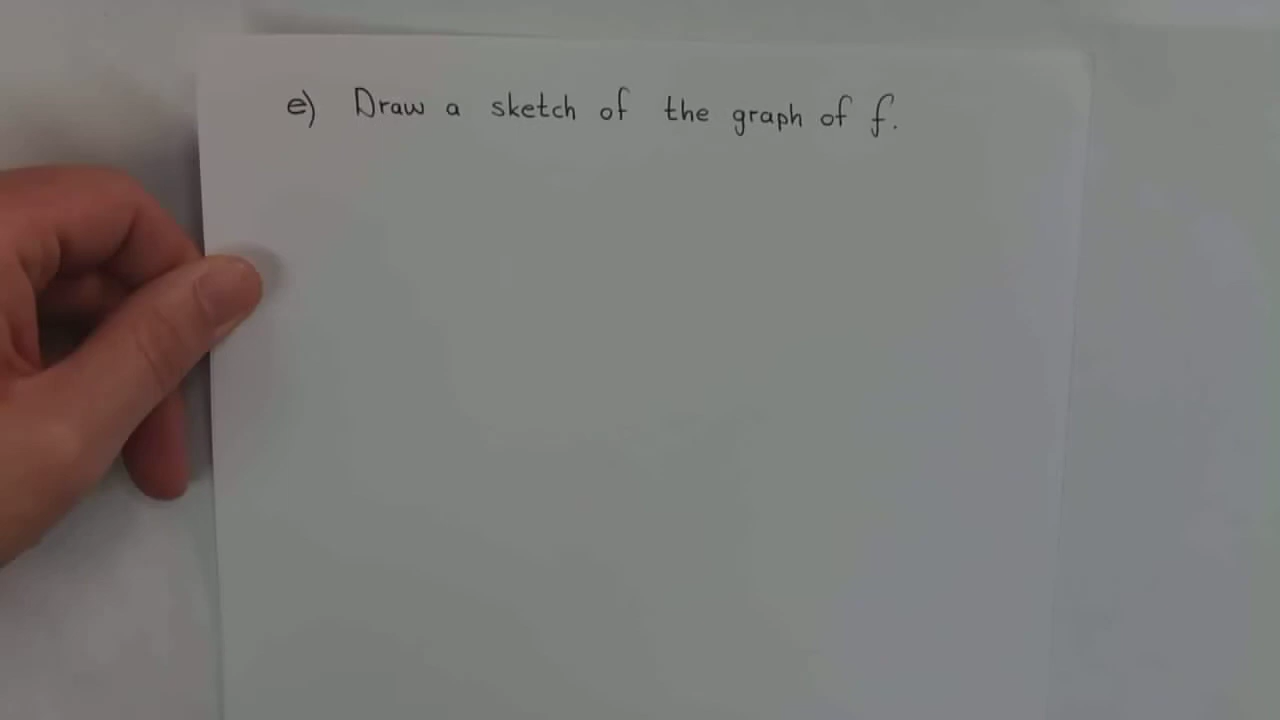 e) Draw a sketch of the graph of f.